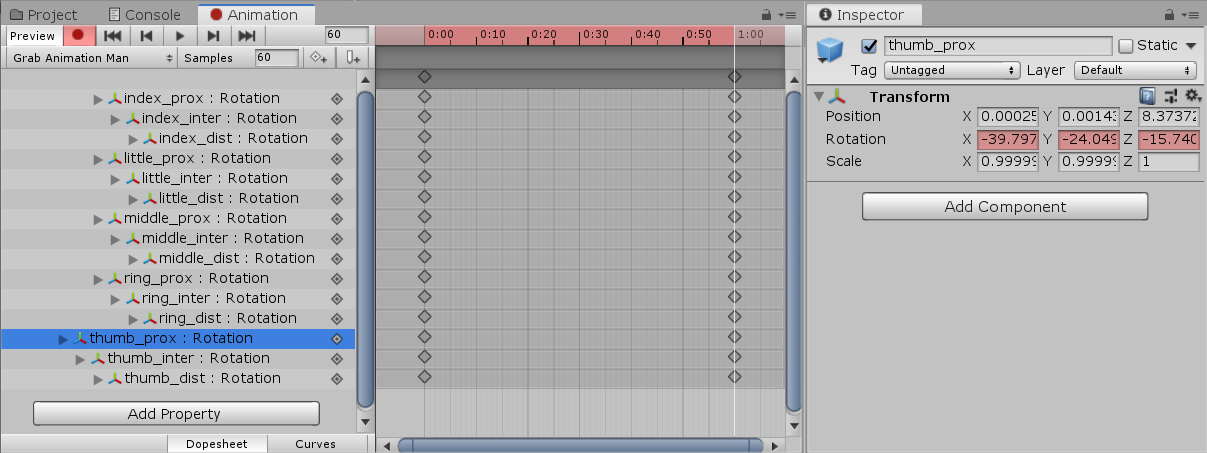 Project Console Animation
Preview 60
0:00 0:10 0:20 0:30 0:40 0:50 1:00
Grab Animation Man Samples 60
index_prox : Rotation
index_inter : Rotation
index_dist : Rotation
little_prox : Rotation
little_inter : Rotation
little_dist : Rotation
middle_prox : Rotation
middle_inter : Rotation
middle_dist : Rotation
ring_prox : Rotation
ring_inter : Rotation
ring_dist : Rotation
thumb_prox : Rotation
thumb_inter : Rotation
thumb_dist : Rotation
Add Property
Dopesheet Curves
Inspector
thumb_prox Static
Tag Untagged Layer Default
Transform
Position X 0.00025 Y 0.00143 Z 8.37372
Rotation X -39.797 Y -24.049 Z -15.740
Scale X 0.99999 Y 0.99999 Z 1
Add Component